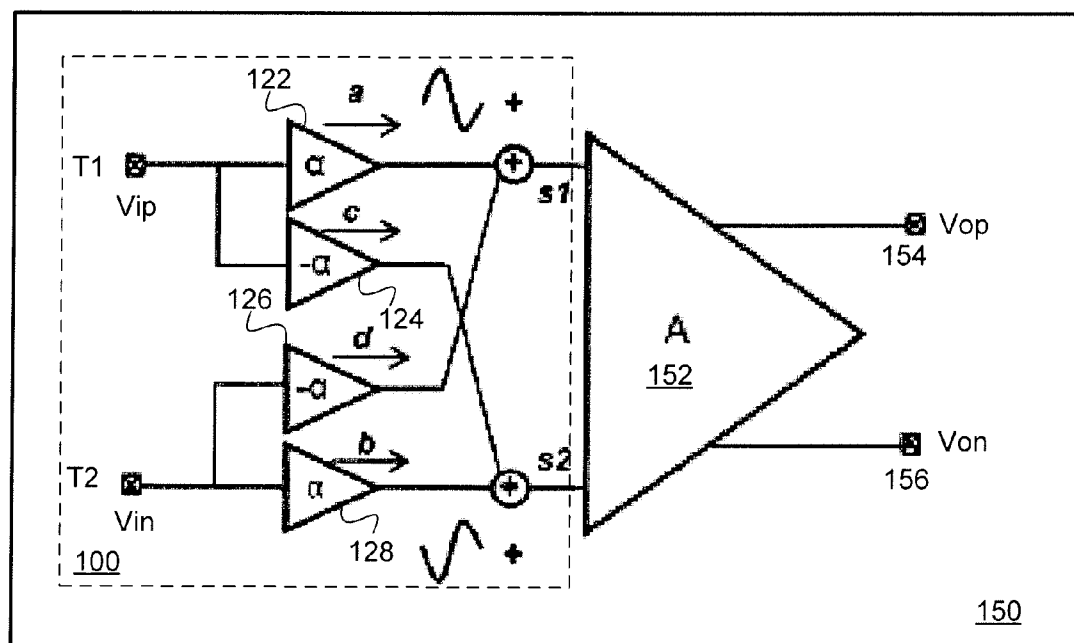 122
a
+
T1
α
+
s1
Vip
c
Vop
-α
154
126
124
d
A
-α
152
b
s2
Von
T2
α
+
156
Vin
128
+
100
150